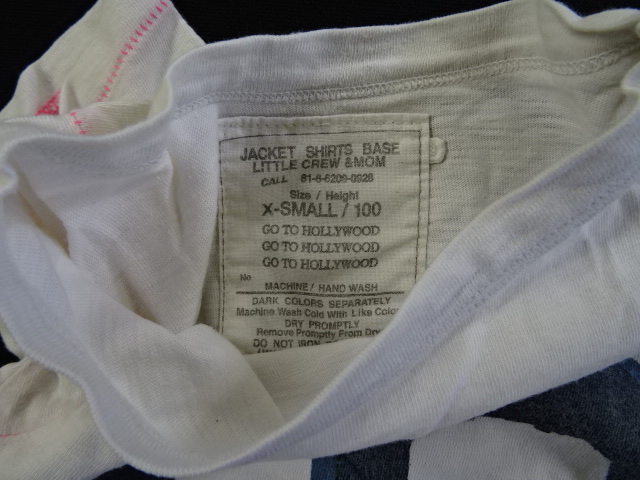 JACKET SHIRTS BASE
LITTLE CREW &MOM
CALL 81-6-6209-0928
Size / Height
X-SMALL / 100
GO TO HOLLYWOOD
GO TO HOLLYWOOD
GO TO HOLLYWOOD
No
MACHINE / HAND WASH
DARK COLORS SEPARATELY
Machine Wash Cold With Like Color
DRY PROMPTLY
Remove Promptly From Dry
DO NOT IRON